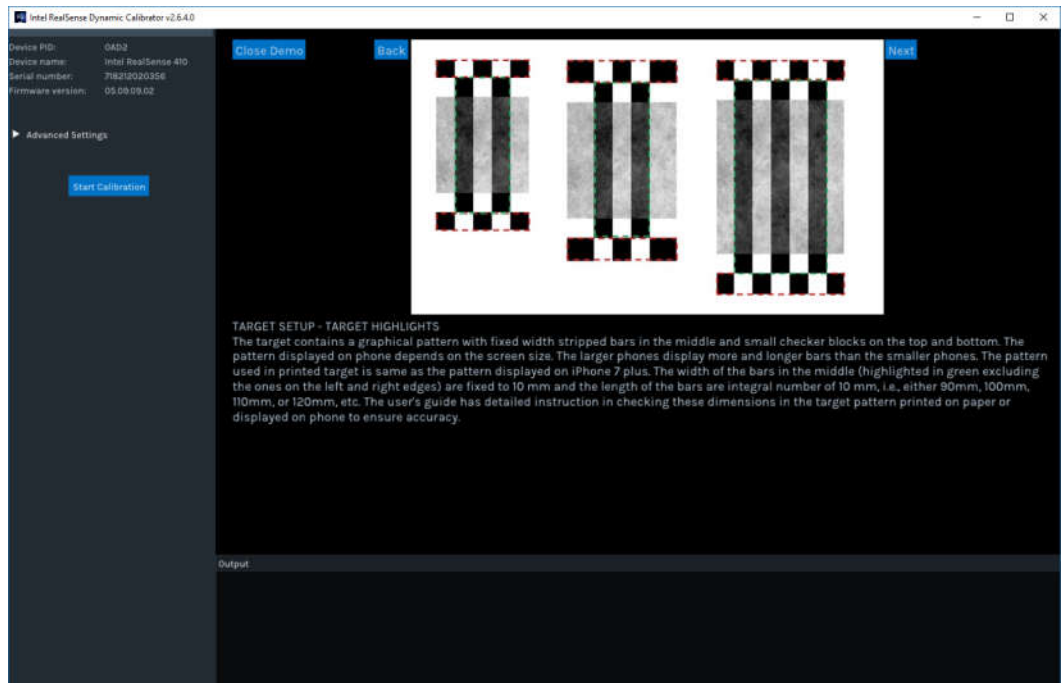 Intel RealSense Dynamic Calibrator v2.6.4.0
Device PID: 0AD2
Device name: Intel RealSense 410
Serial number: 718212020356
Firmware version: 05.09.09.02
Advanced Settings
Start Calibration
Close Demo
Back
Next
TARGET SETUP - TARGET HIGHLIGHTS
The target contains a graphical pattern with fixed width stripped bars in the middle and small checker blocks on the top and bottom. The
pattern displayed on phone depends on the screen size. The larger phones display more and longer bars than the smaller phones. The pattern
used in printed target is same as the pattern displayed on iPhone 7 plus. The width of the bars in the middle (highlighted in green excluding
the ones on the left and right edges) are fixed to 10 mm and the length of the bars are integral number of 10 mm, i.e., either 90mm, 100mm,
110mm, or 120mm, etc. The user's guide has detailed instruction in checking these dimensions in the target pattern printed on paper or
displayed on phone to ensure accuracy.
Output